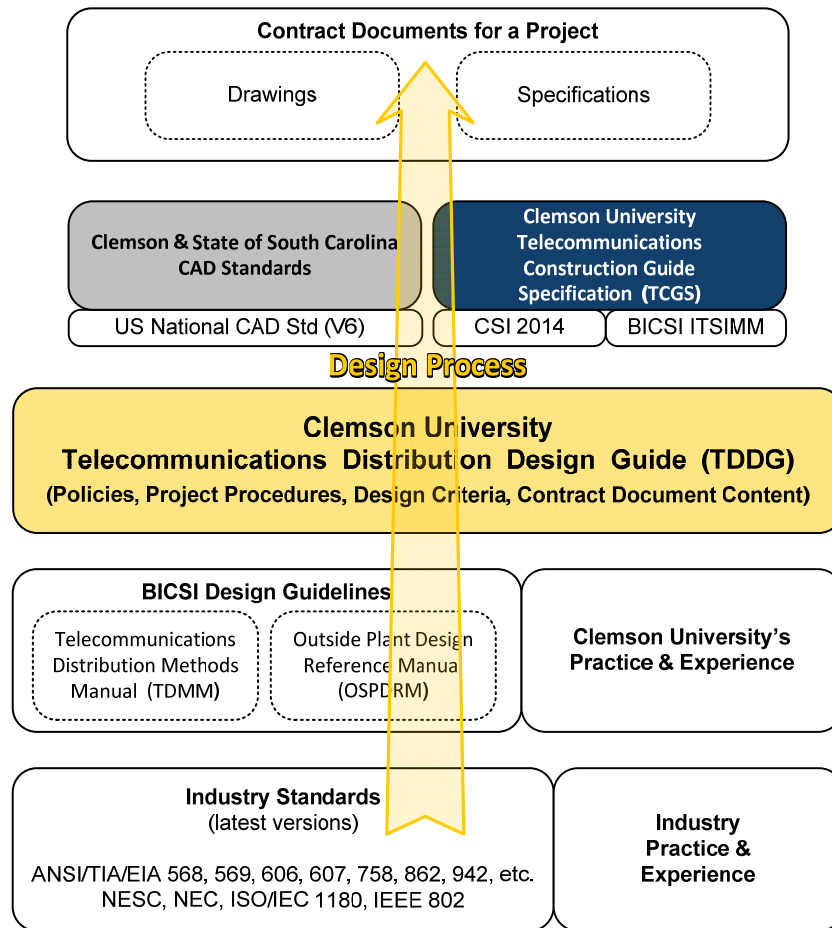 Contract Documents for a Project
Drawings
Specifications
Clemson & State of South Carolina
CAD Standards
Clemson University
Telecommunications
Construction Guide
Specification (TCGS)
US National CAD Std (V6)
CSI 2014
BICSI ITSIMM
Design Process
Clemson University
Telecommunications Distribution Design Guide (TDDG)
(Policies, Project Procedures, Design Criteria, Contract Document Content)
BICSI Design Guidelines
Telecommunications
Distribution Methods
Manual (TDMM)
Outside Plant Design
Reference Manual
(OSPDRM)
Clemson University's
Practice & Experience
Industry Standards
(latest versions)
ANSI/TIA/EIA 568, 569, 606, 607, 758, 862, 942, etc.
NESC, NEC, ISO/IEC 1180, IEEE 802
Industry
Practice &
Experience